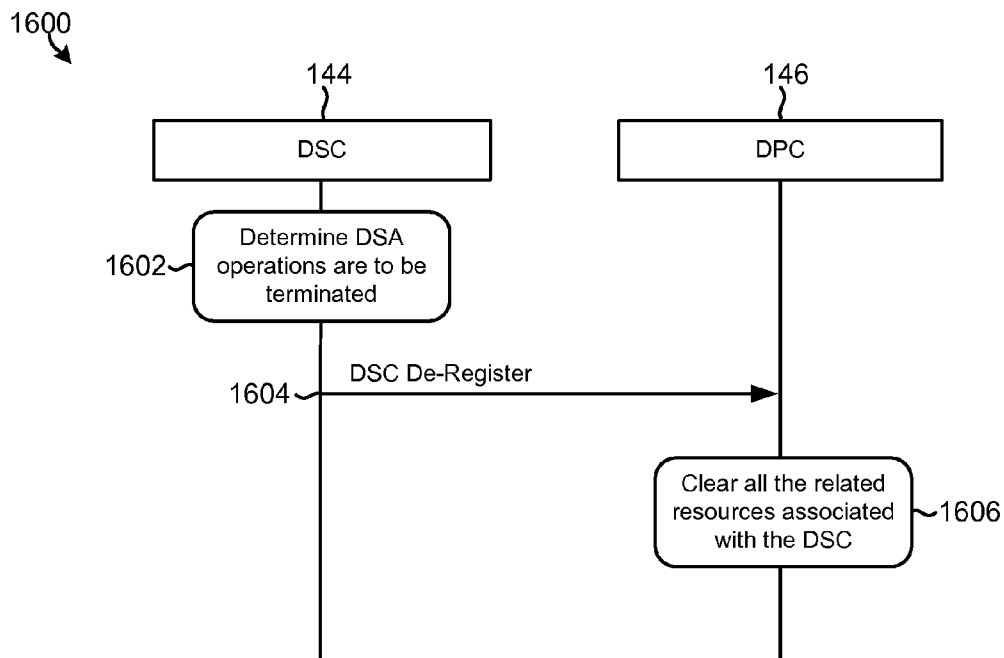 1600
144
146
DSC
DPC
Determine DSA
operations are to be
terminated
1602
DSC De-Register
1604
Clear all the related
resources associated
with the DSC
1606